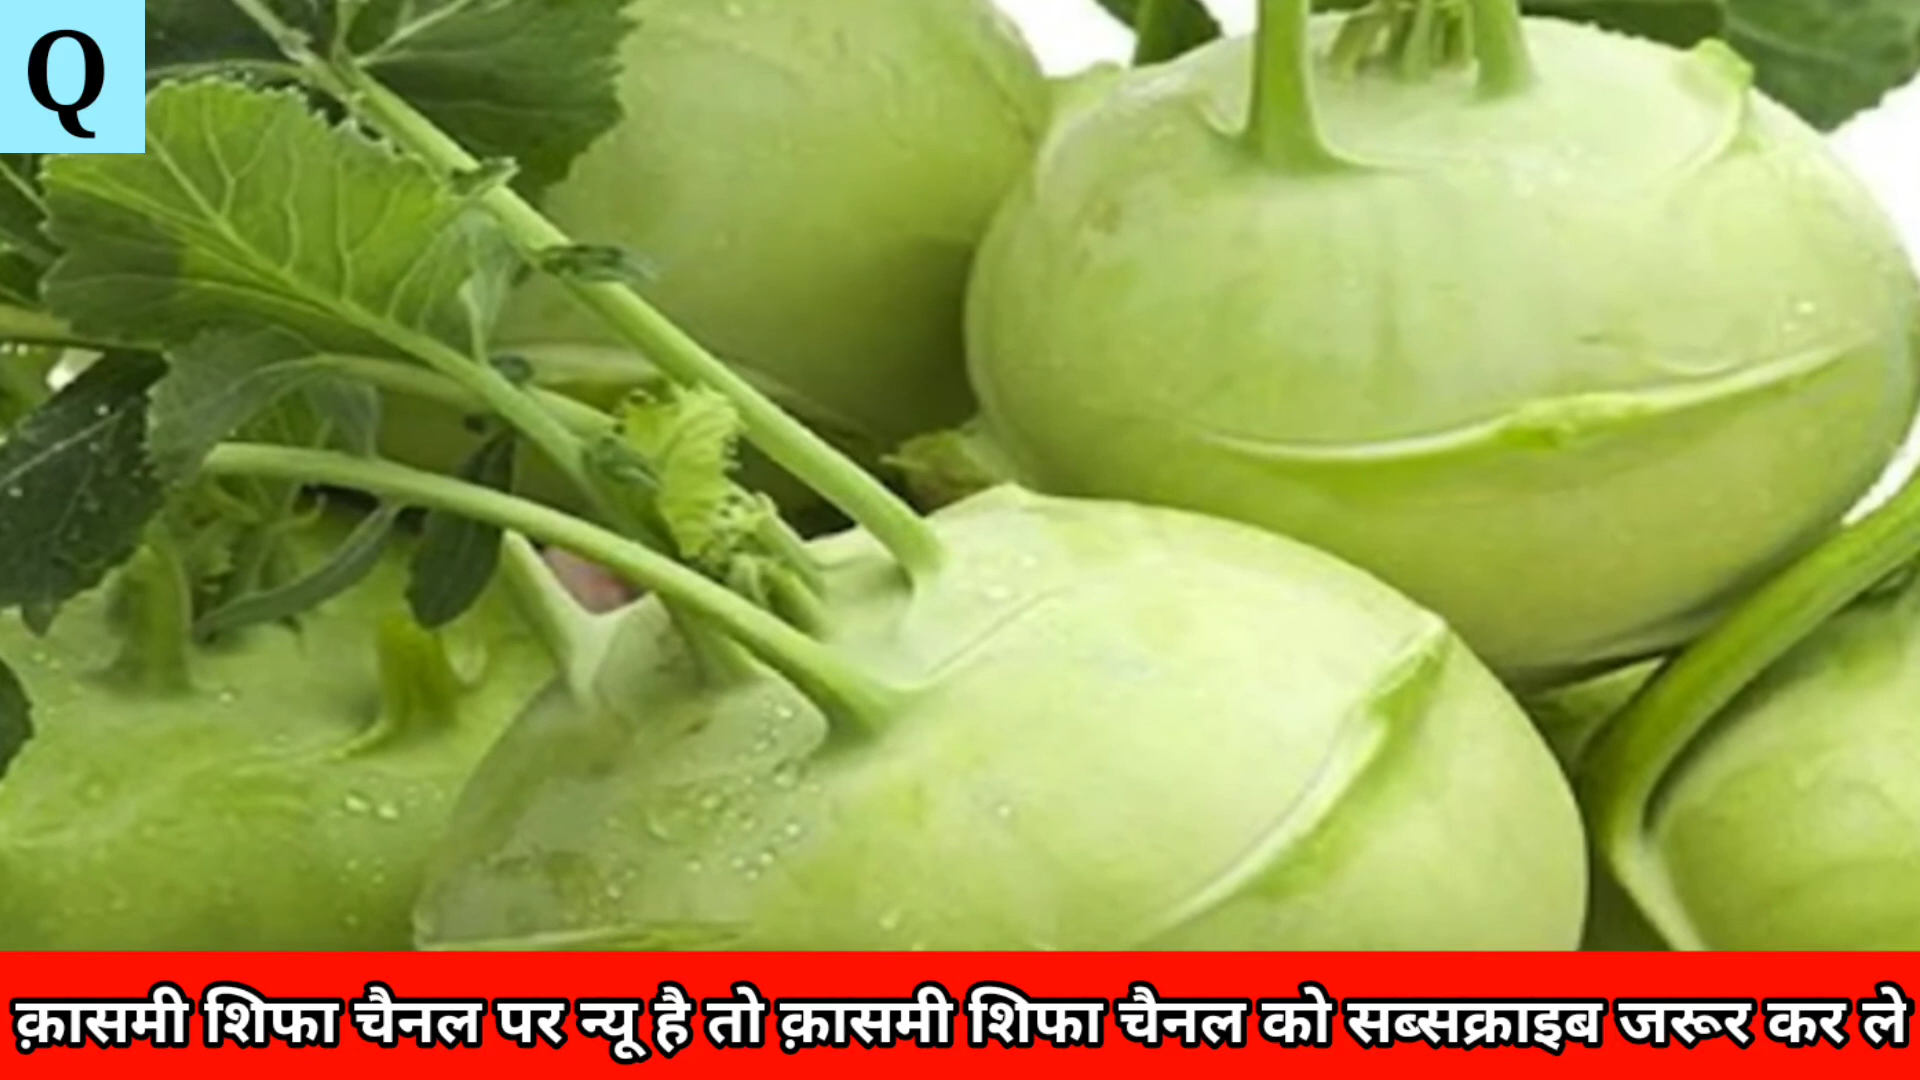 Q
क़ासमी शिफा चैनल पर न्यू है तो क़ासमी शिफा चैनल को सब्सक्राइब जरूर कर ले